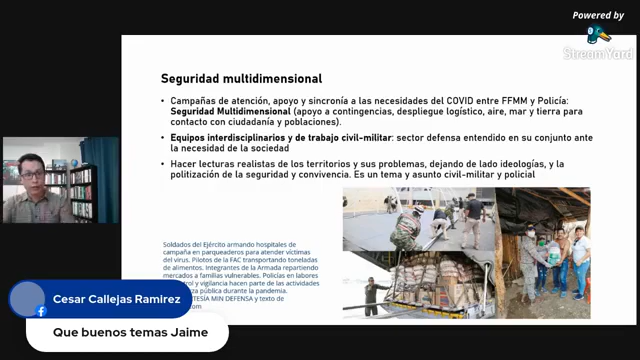 Powered by
StreamYard
Seguridad multidimensional
• Campañas de atención, apoyo y sincronía a las necesidades del COVID entre FFMM y Policía:
Seguridad Multidimensional (apoyo a contingencias, despliegue logístico, aire, mar y tierra para
contacto con ciudadanía y poblaciones).
• Equipos interdisciplinarios y de trabajo civil-militar: sector defensa entendido en su conjunto ante
la necesidad de la sociedad
• Hacer lecturas realistas de los territorios y sus problemas, dejando de lado ideologías, y la
politización de la seguridad y convivencia. Es un tema y asunto civil-militar y policial
Soldados del Ejército armando hospitales de
campaña en parqueaderos para atender víctimas
del virus. Pilotos de la FAC transportando toneladas
de alimentos. Integrantes de la Armada repartiendo
mercados a familias vulnerables. Policías en labores
y vigilancia hacen parte de las actividades
pública durante la pandemia.
MIN DEFENSA y texto de
Cesar Callejas Ramirez
Que buenos temas Jaime